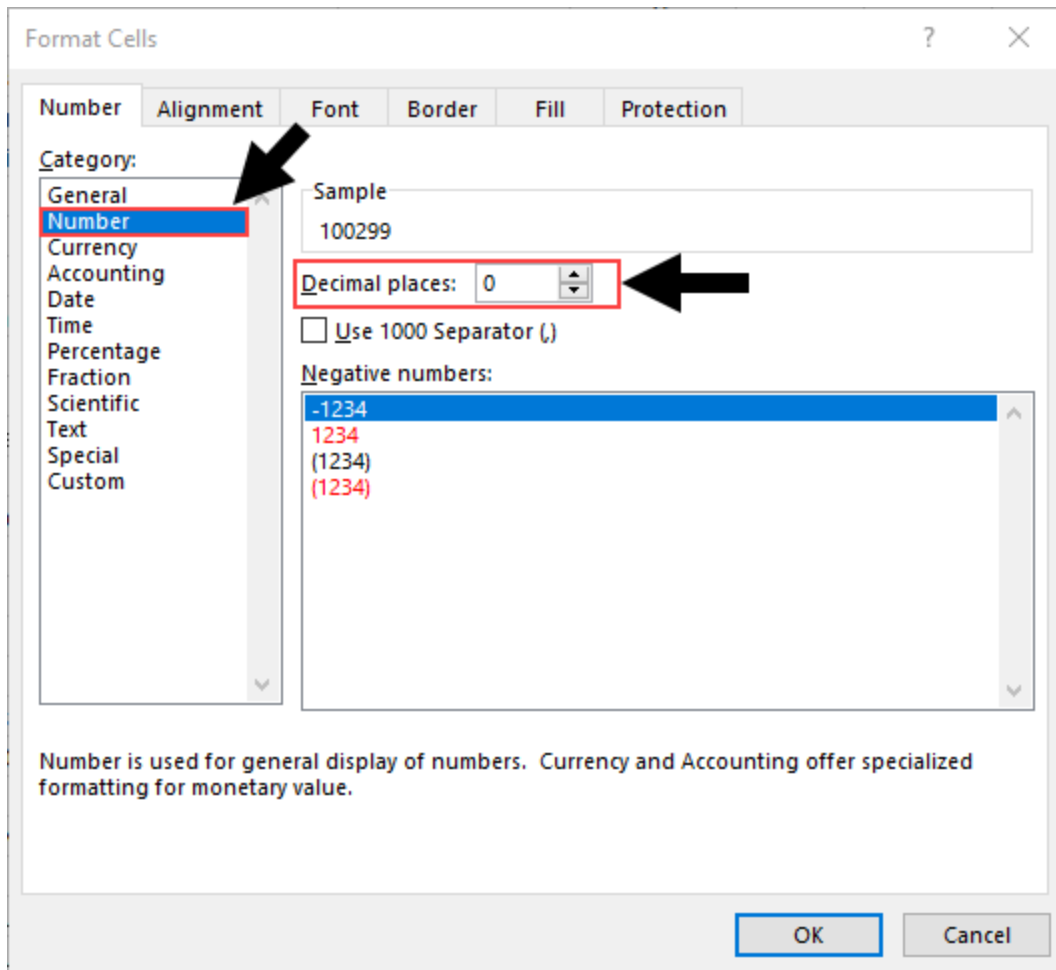 Format Cells
?
Number
Alignment
Font
Border
Fill
Protection
Category:
General
Number
Currency
Accounting
Date
Time
Percentage
Fraction
Scientific
Text
Special
Custom
Sample
100299
Decimal places: 0
Use 1000 Separator (,)
Negative numbers:
-1234
1234
(1234)
(1234)
Number is used for general display of numbers.  Currency and Accounting offer specialized
formatting for monetary value.
OK
Cancel